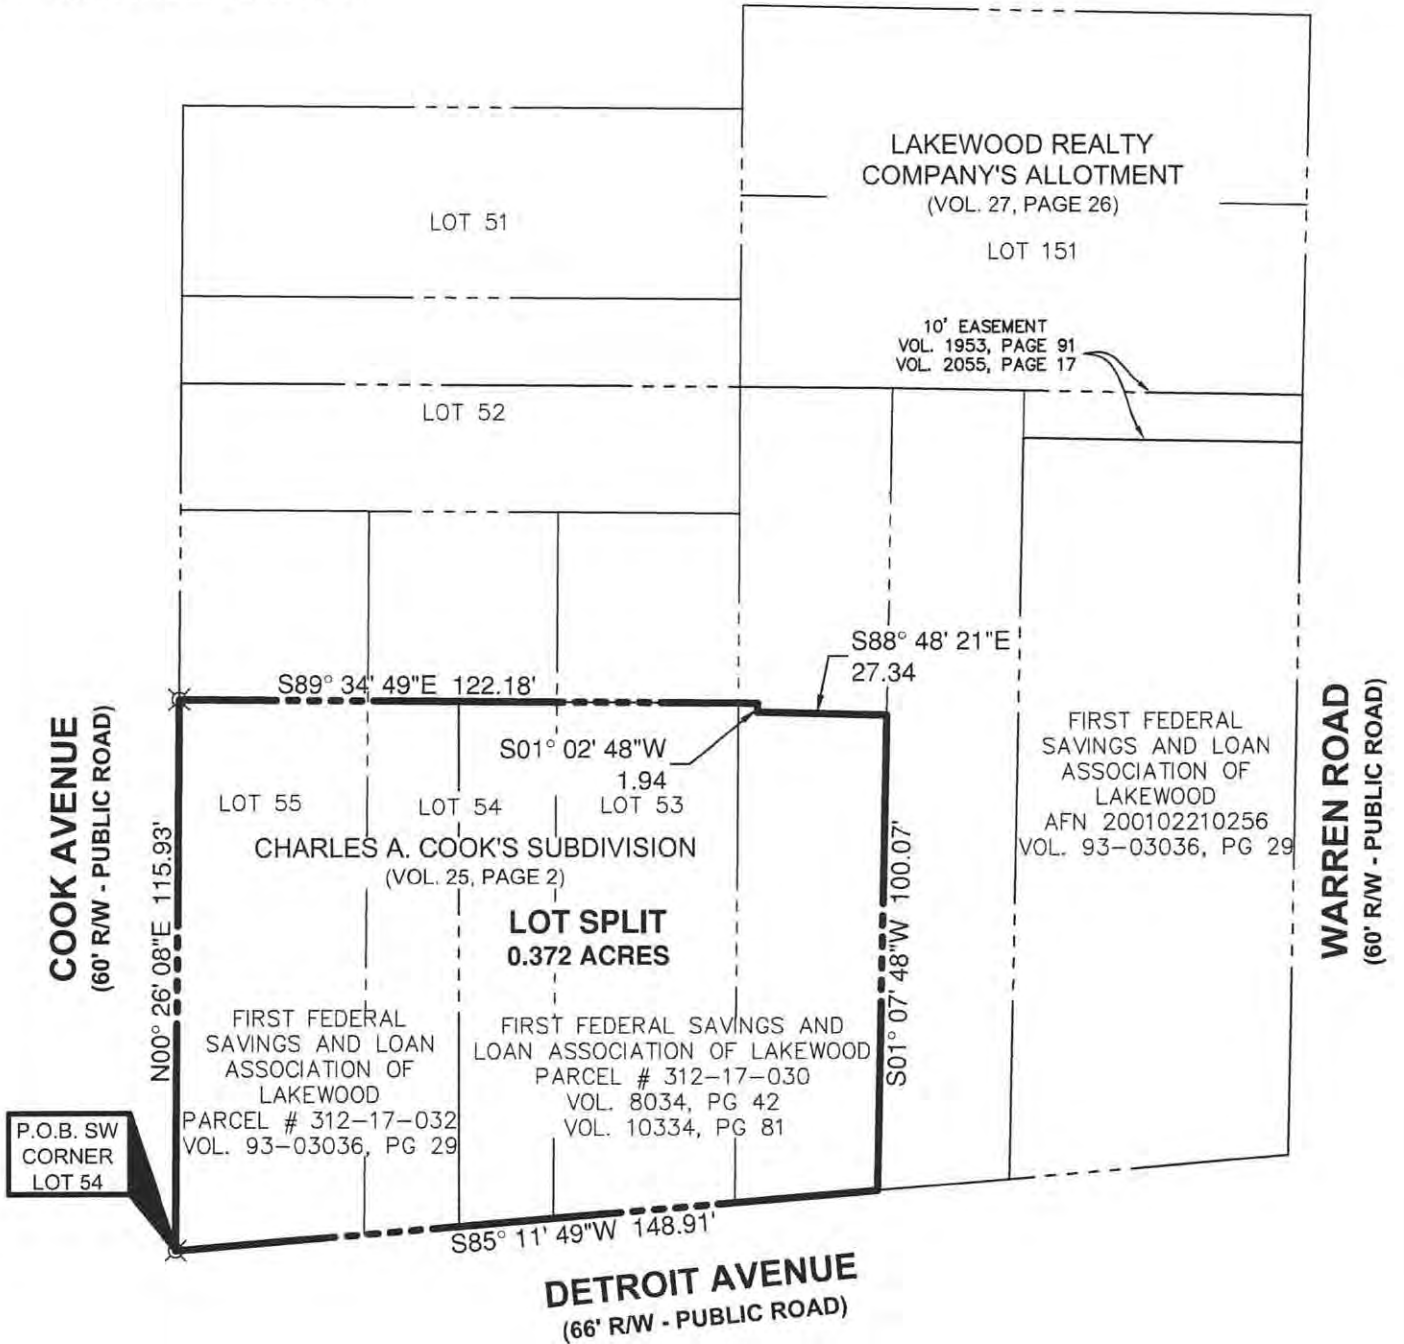 LAKEWOOD REALTY
COMPANY'S ALLOTMENT
(VOL. 27, PAGE 26)
LOT 151
LOT 51
10' EASEMENT
VOL. 1953, PAGE 91
VOL. 2055, PAGE 17
LOT 52
S88° 48' 21"E
27.34
S89° 34' 49"E 122.18'
S01° 02' 48"W
1.94
LOT 55
LOT 54
LOT 53
CHARLES A. COOK'S SUBDIVISION
(VOL. 25, PAGE 2)
LOT SPLIT
0.372 ACRES
COOK AVENUE
(60' R/W - PUBLIC ROAD)
N00° 26' 08"E 115.93'
S01° 07' 48"W 100.07'
FIRST FEDERAL
SAVINGS AND LOAN
ASSOCIATION OF
LAKEWOOD
AFN 200102210256
VOL. 93-03036, PG 29
WARREN ROAD
(60' R/W - PUBLIC ROAD)
FIRST FEDERAL
SAVINGS AND LOAN
ASSOCIATION OF
LAKEWOOD
PARCEL # 312-17-032
VOL. 93-03036, PG 29
FIRST FEDERAL SAVINGS AND
LOAN ASSOCIATION OF LAKEWOOD
PARCEL # 312-17-030
VOL. 8034, PG 42
VOL. 10334, PG 81
P.O.B. SW
CORNER
LOT 54
S85° 11' 49"W 148.91'
DETROIT AVENUE
(66' R/W - PUBLIC ROAD)